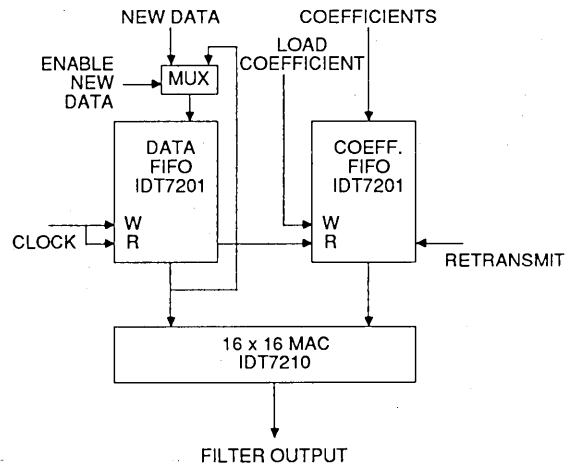 NEW DATA
COEFFICIENTS
LOAD
COEFFICIENT
ENABLE
NEW
DATA
MUX
DATA
FIFO
IDT7201
W
R
COEFF.
FIFO
IDT7201
W
R
CLOCK
RETRANSMIT
16 x 16 MAC
IDT7210
FILTER OUTPUT